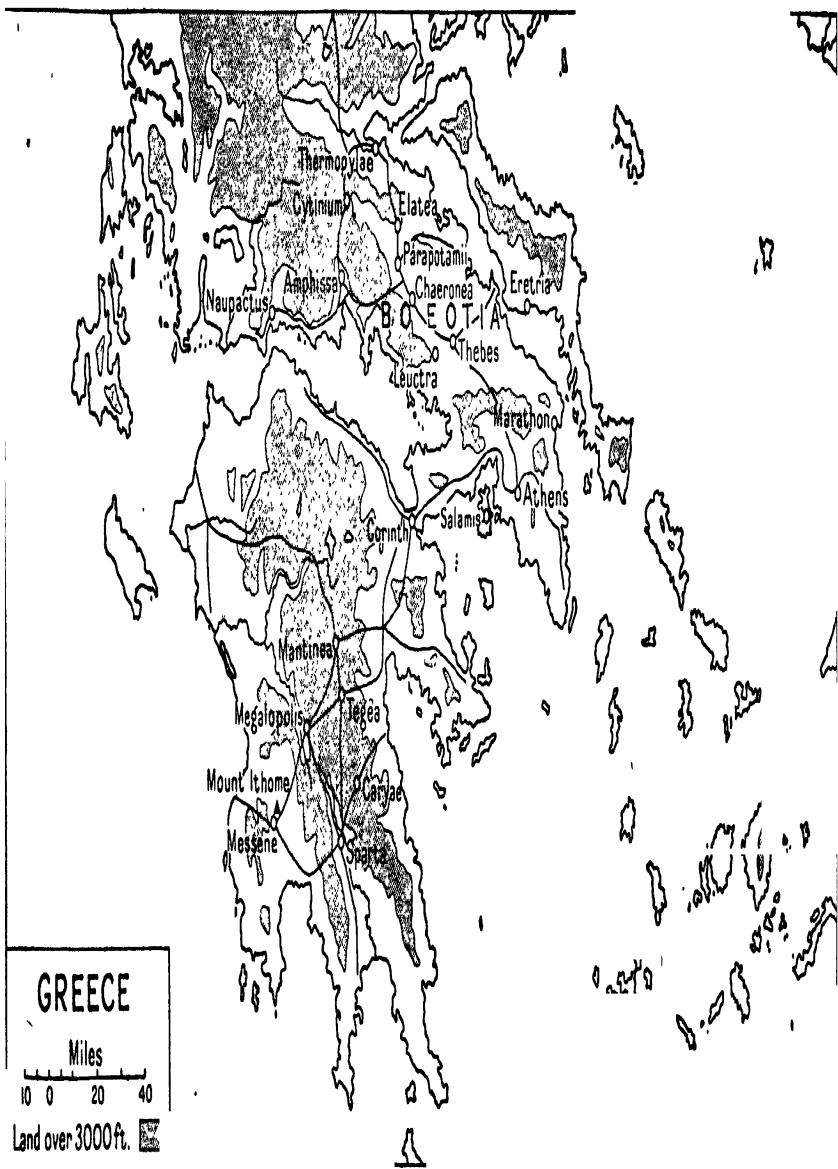 Thermopylae
Cytinium
Elatea
Parapotamii
Amphissa
Chaeronea
Eretria
Naupactus
BOEOTIA
Thebes
Leuctra
Marathon
Athens
Salamis
Corinth
Mantinea
Tegea
Megalopolis
Mount Ithome
Caryae
Messene
Sparta
GREECE
Miles
10 0 20 40
Land over 3000 ft.